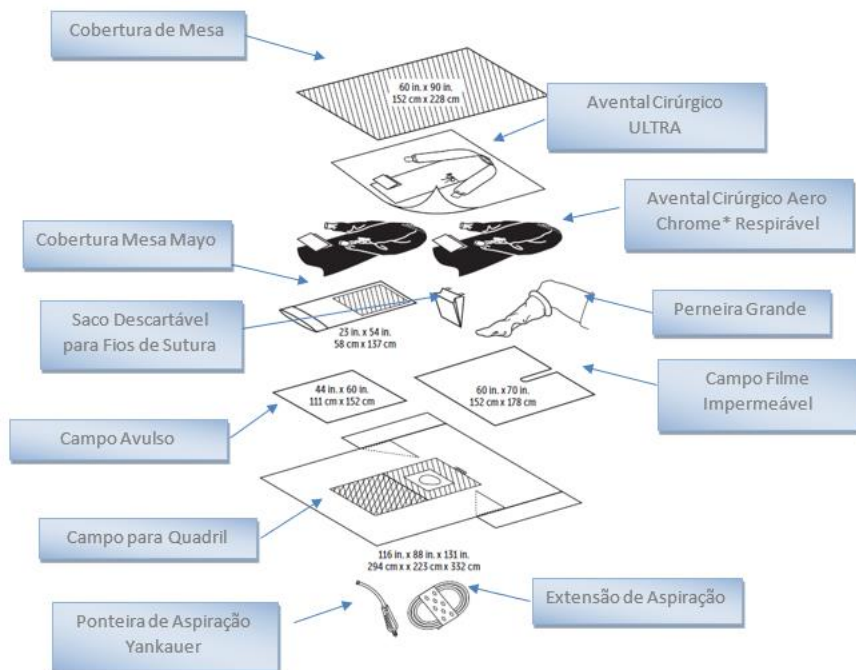 Cobertura de Mesa
60 in. x 90 in.
152 cm x 228 cm
Avental Cirúrgico
ULTRA
Avental Cirúrgico Aero
Chrome* Respirável
Cobertura Mesa Mayo
Saco Descartável
para Fios de Sutura
23 in. x 54 in.
58 cm x 137 cm
Perneira Grande
44 in. x 60 in.
111 cm x 152 cm
60 in. x 70 in.
152 cm x 178 cm
Campo Filme
Impermeável
Campo Avulso
Campo para Quadril
116 in. x 88 in. x 131 in.
294 cm x x 223 cm x 332 cm
Ponteira de Aspiração
Yankauer
Extensão de Aspiração